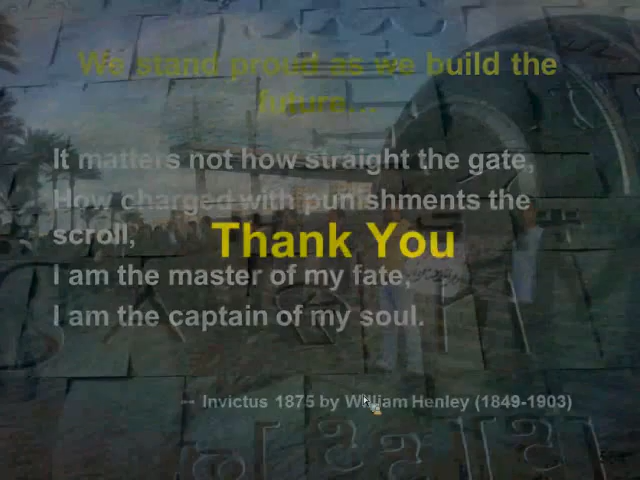 We stand proud as we build the
future...
It matters not how straight the gate,
How charged with punishments the
scroll,
Thank You
I am the master of my fate,
I am the captain of my soul.
-- Invictus 1875 by William Henley (1849-1903)